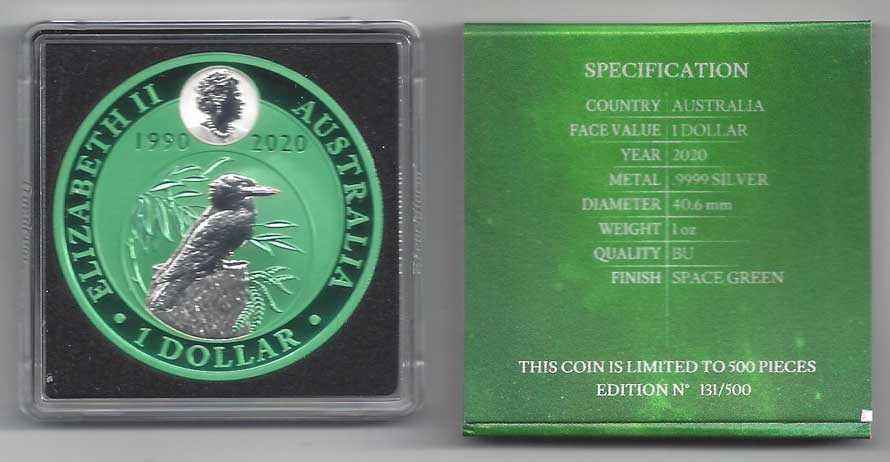 ELIZABETH II AUSTRALIA
1990 2020
• 1 DOLLAR •
SPECIFICATION
COUNTRY AUSTRALIA
FACE VALUE 1 DOLLAR
YEAR 2020
METAL .9999 SİLVER
DIAMETER 40.6 mm
WEIGHT 1 oz
QUALITY BU
FINISH SPACE GREEN
THIS COIN IS LIMITED TO 500 PIECES
EDITION N° 131/500